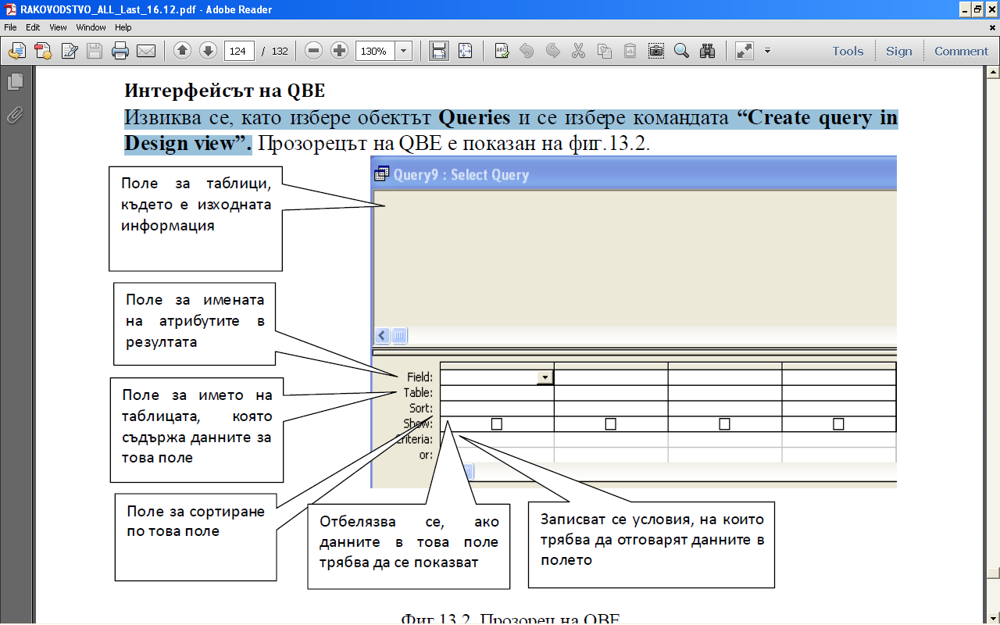 RAKOVODSTVO_ALL_Last_16.12.pdf - Adobe Reader
File Edit View Window Help
124 / 132 130% Tools Sign Comment
Интерфейсът на QBE
Извиква се, като избере обектът Queries и се избере командата “Create query in
Design view”. Прозорецът на QBE е показан на фиг.13.2.
Поле за таблици,
където е изходната
информация
Query9 : Select Query
Поле за имената
на атрибутите в
резултата
Поле за името на
таблицата, която
съдържа данните за
това поле
Field:
Table:
Sort:
Show:
Criteria:
or:
Поле за сортиране
по това поле
Отбелязва се, ако
данните в това поле
трябва да се показват
Записват се условия, на които
трябва да отговарят данните в
полето
Фиг.13.2. Прозорец на QBE